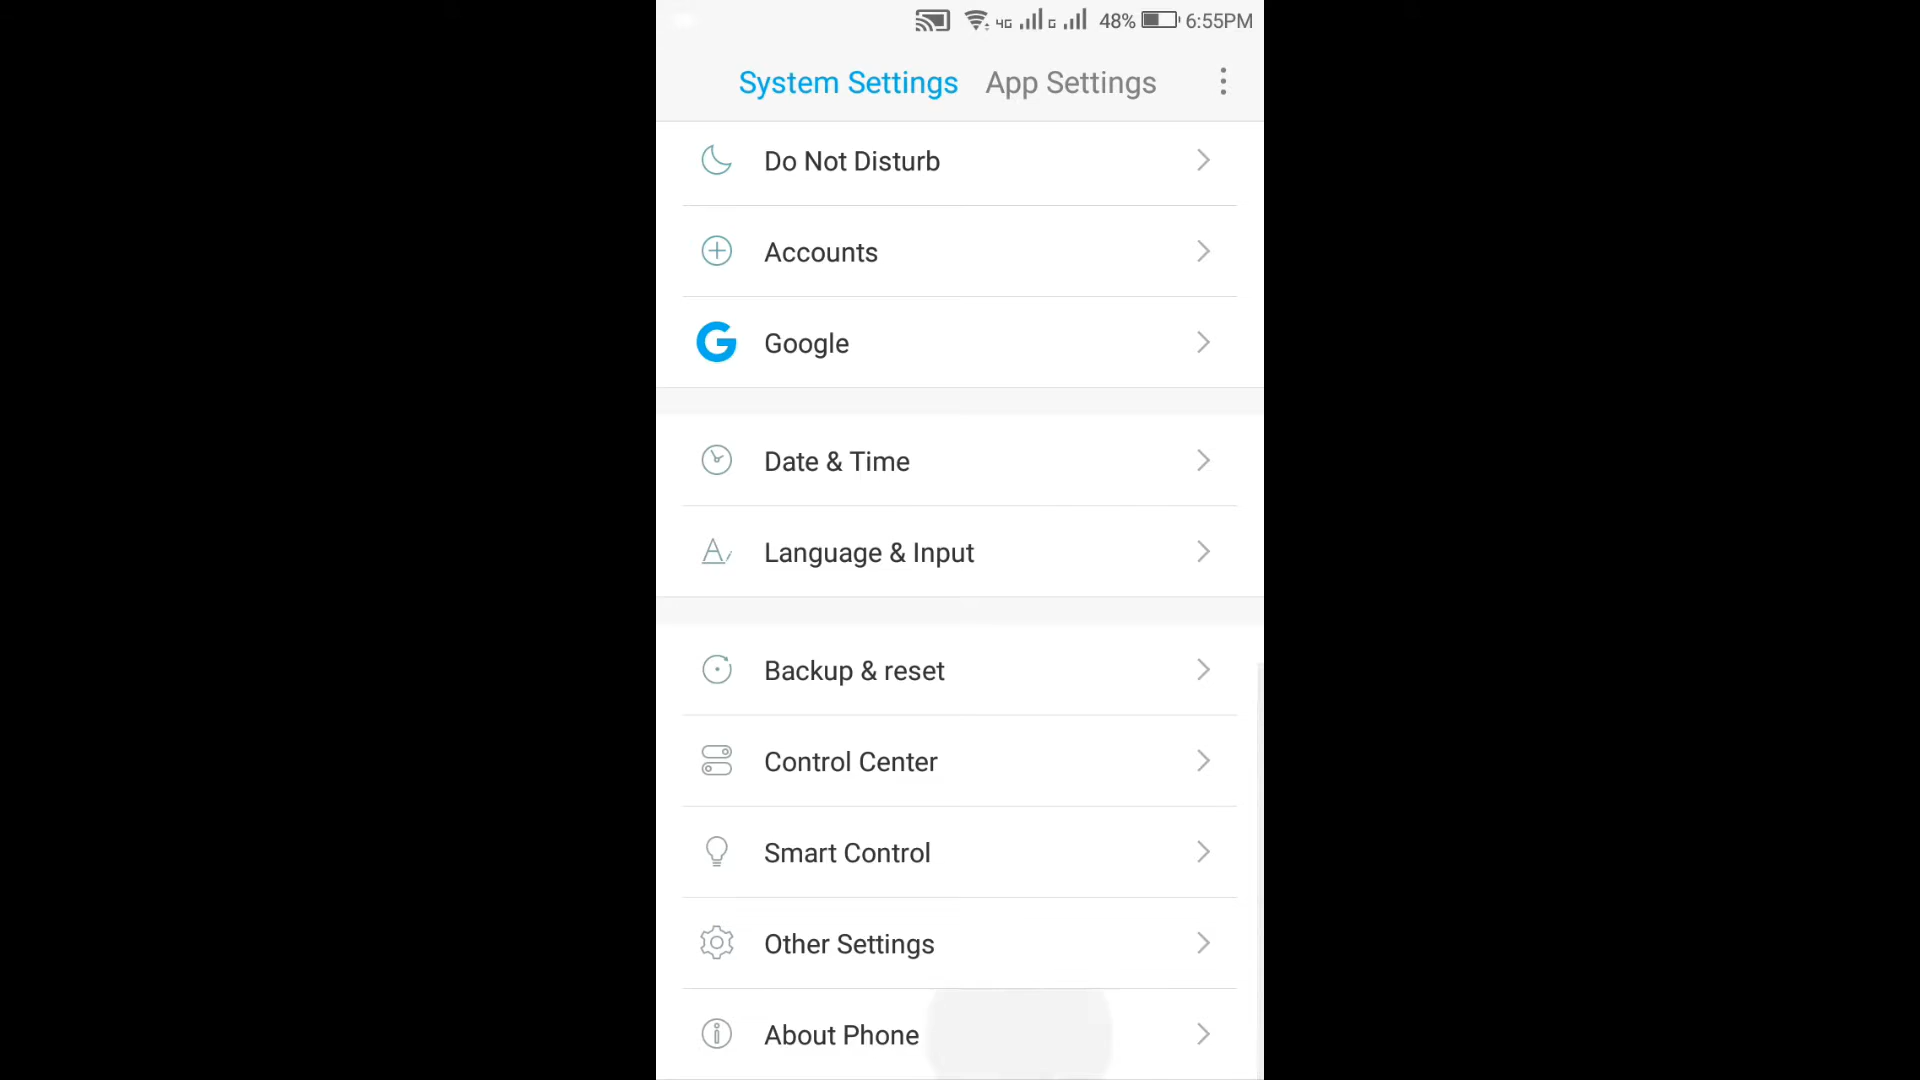 4G G 48% 6:55PM
System Settings App Settings
Do Not Disturb
Accounts
Google
Date & Time
Language & Input
Backup & reset
Control Center
Smart Control
Other Settings
About Phone